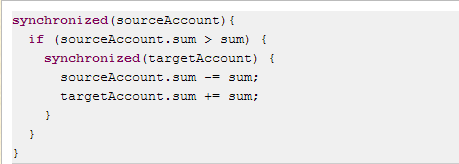 synchronized(sourceAccount){
  if (sourceAccount.sum > sum) {
    synchronized(targetAccount) {
      sourceAccount.sum -= sum;
      targetAccount.sum += sum;
    }
  }
}